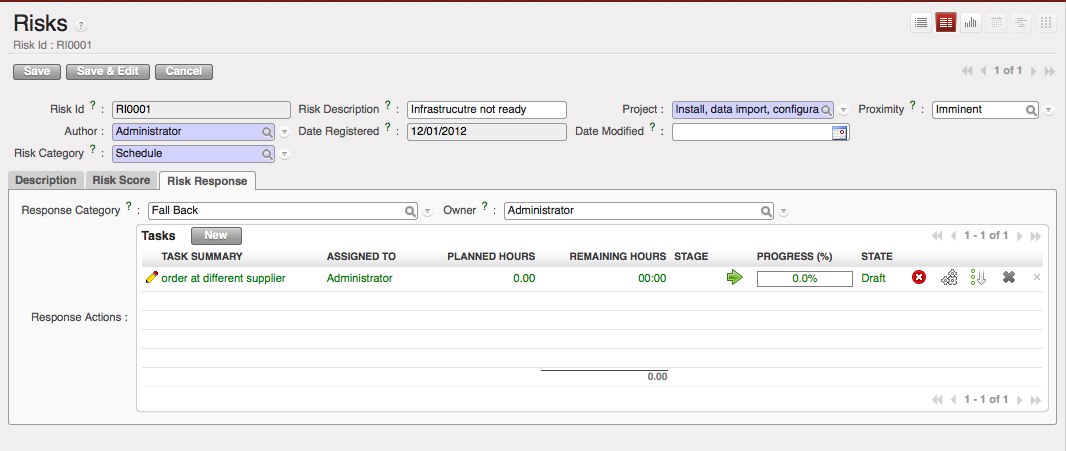 Risks ?
Risk Id : RI0001
Save Save & Edit Cancel 1 of 1
Risk Id ? : RI0001 Risk Description ? : Infrastrucutre not ready Project : Install, data import, configura Proximity ? : Imminent
Author : Administrator Date Registered ? : 12/01/2012 Date Modified ? :
Risk Category ? : Schedule
Description Risk Score Risk Response
Response Category ? : Fall Back Owner ? : Administrator
Tasks New 1 - 1 of 1
TASK SUMMARY ASSIGNED TO PLANNED HOURS REMAINING HOURS STAGE PROGRESS (%) STATE
order at different supplier Administrator 0.00 00:00 0.0% Draft
Response Actions :
0.00
1 - 1 of 1